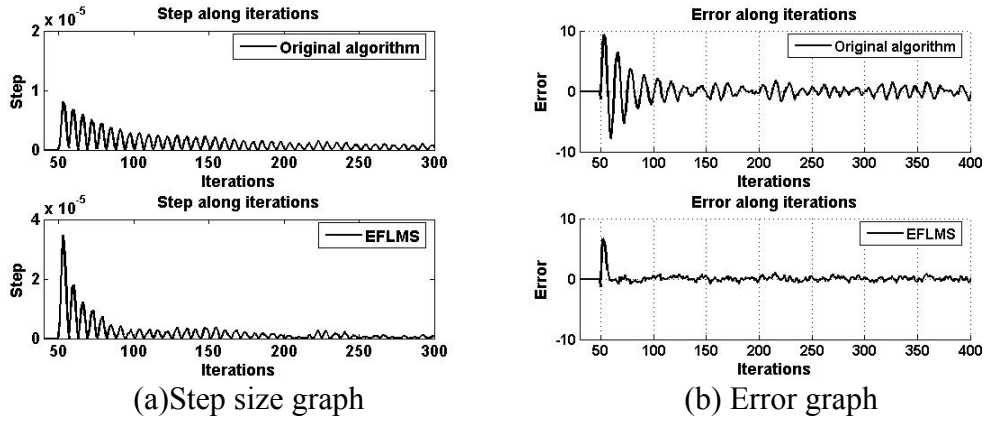 Step along iterations
x 10⁻⁵
2
1
0
Step
Original algorithm
50 100 150 200 250 300
Iterations
Step along iterations
x 10⁻⁵
4
2
0
Step
EFLMS
50 100 150 200 250 300
Iterations
(a)Step size graph
Error along iterations
10
0
-10
Error
Original algorithm
50 100 150 200 250 300 350 400
Iterations
Error along iterations
10
0
-10
Error
EFLMS
50 100 150 200 250 300 350 400
Iterations
(b) Error graph